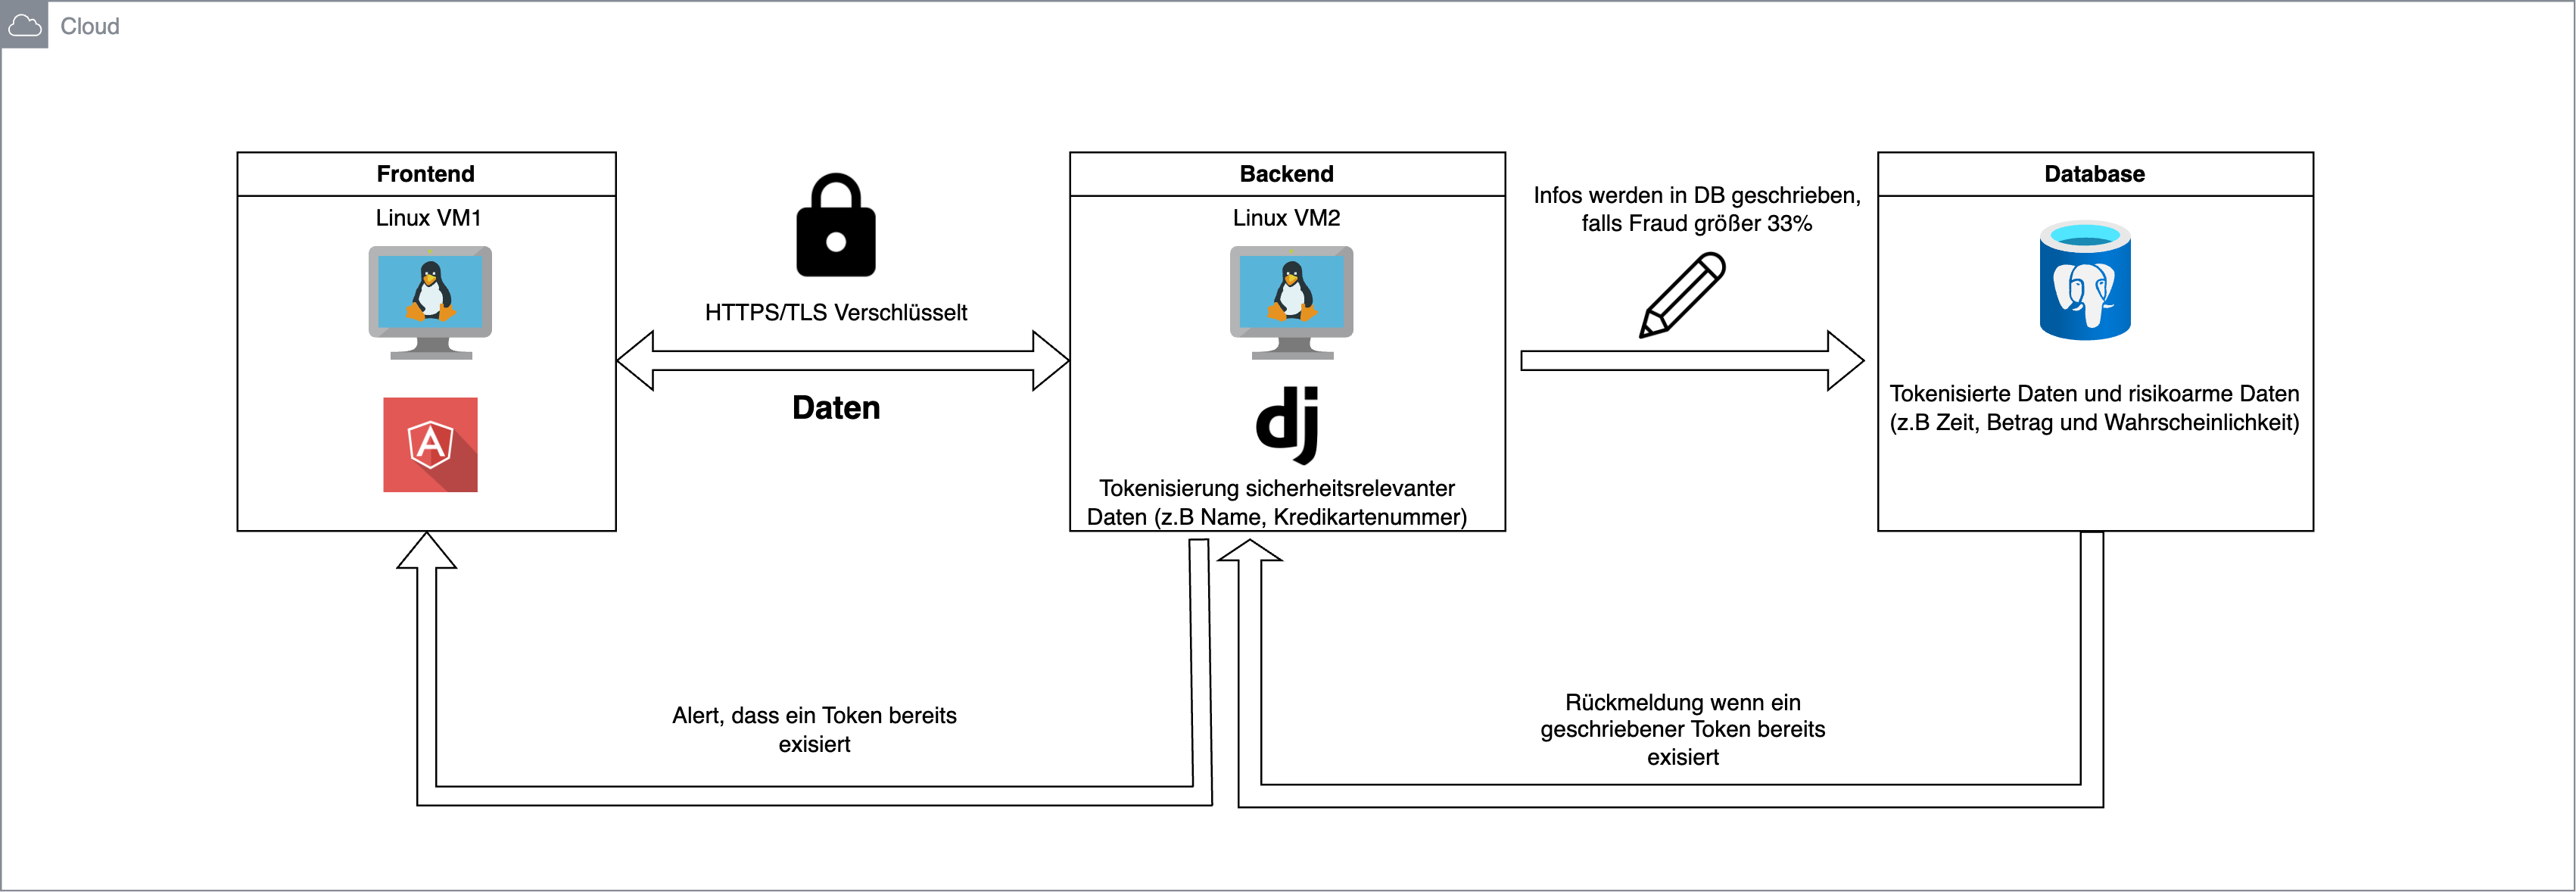 Cloud
Frontend
Linux VM1
HTTPS/TLS Verschlüsselt
Daten
Backend
Linux VM2
dj
Tokenisierung sicherheitsrelevanter
Daten (z.B Name, Kredikartenummer)
Infos werden in DB geschrieben,
falls Fraud größer 33%
Database
Tokenisierte Daten und risikoarme Daten
(z.B Zeit, Betrag und Wahrscheinlichkeit)
Alert, dass ein Token bereits
exisiert
Rückmeldung wenn ein
geschriebener Token bereits
exisiert